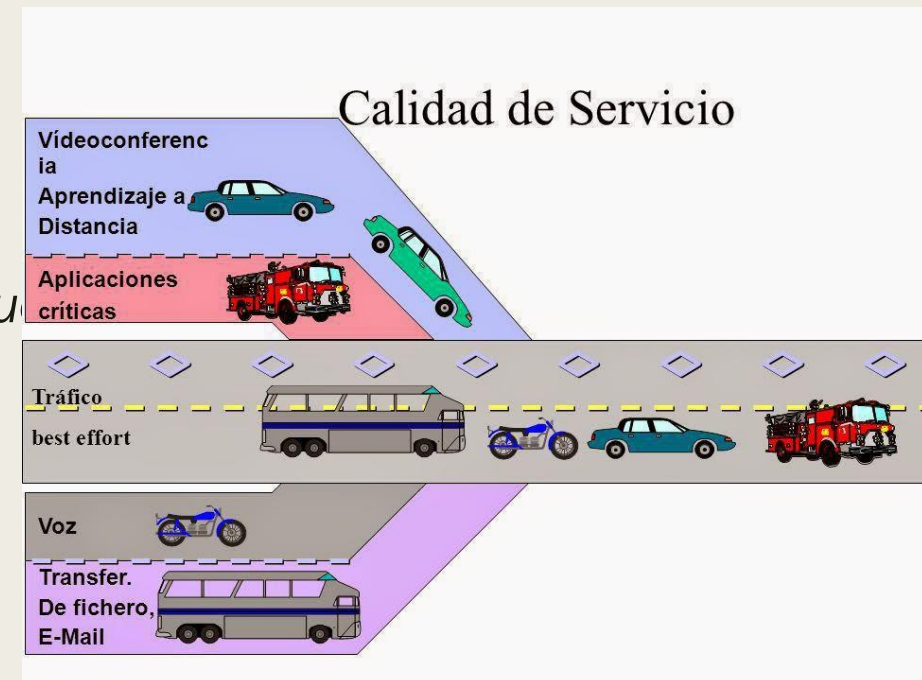 Calidad de Servicio
Vídeoconferenc
ia
Aprendizaje a
Distancia
Aplicaciones
críticas
Tráfico
best effort
Voz
Transfer.
De fichero,
E-Mail